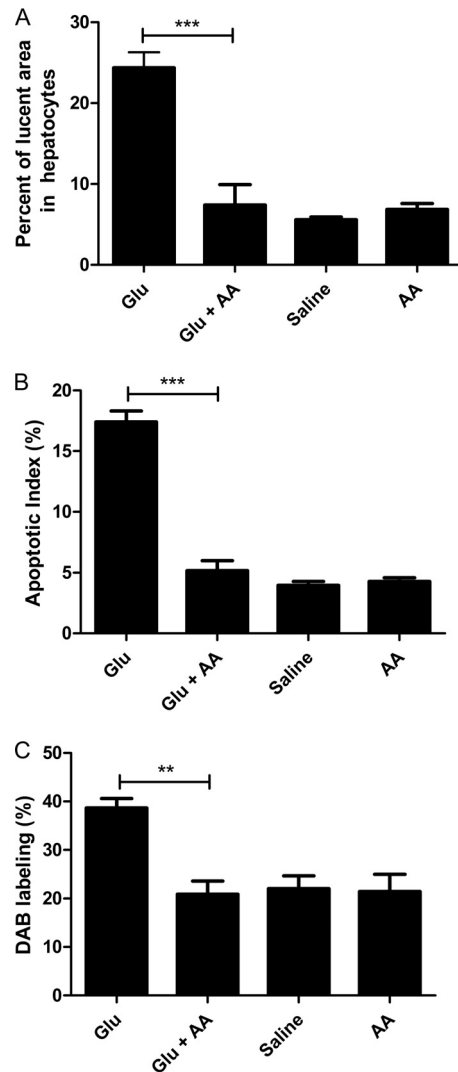 A
Percent of lucent area
in hepatocytes
30
20
10
0
***
Glu
Glu + AA
Saline
AA
B
Apoptotic Index (%)
20
15
10
5
0
***
Glu
Glu + AA
Saline
AA
C
DAB labeling (%)
50
40
30
20
10
0
**
Glu
Glu + AA
Saline
AA